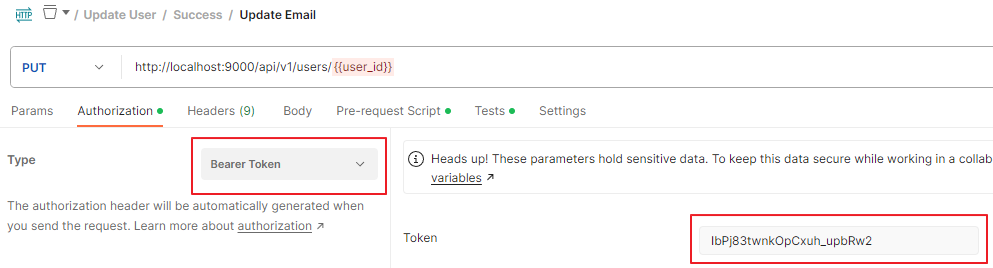 HTTP / Update User / Success / Update Email
PUT http://localhost:9000/api/v1/users/{{user_id}}
Params Authorization Headers (9) Body Pre-request Script Tests Settings
Type Bearer Token
Heads up! These parameters hold sensitive data. To keep this data secure while working in a collab
variables ↗
The authorization header will be automatically generated when
you send the request. Learn more about authorization ↗
Token IbPj83twnkOpCxuh_upbRw2